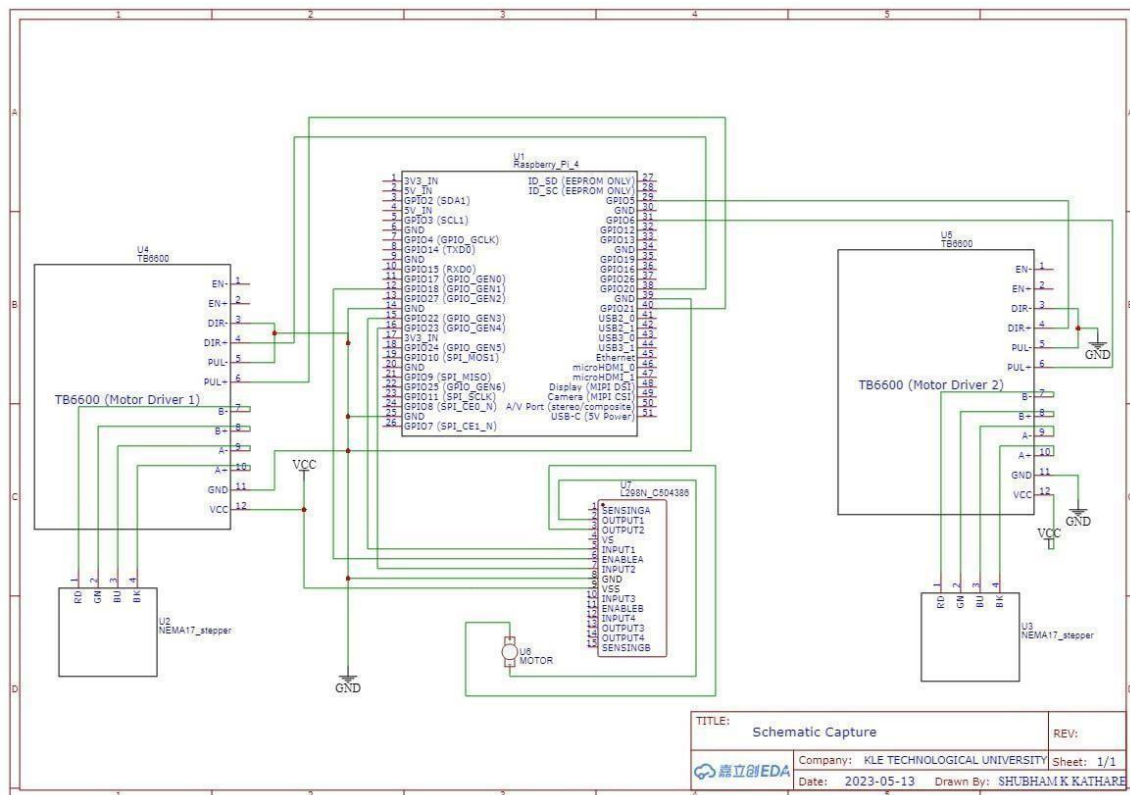 1 2 3 4 5
A
B
C
D
A
B
C
D
U1
Raspberry_Pi_4
1 3V3_IN
2 5V_IN
3 GPIO2 (SDA1)
4 5V_IN
5 GPIO3 (SCL1)
6 GND
7 GPIO4 (GPIO_GCLK)
8 GPIO14 (TXD0)
9 GND
10 GPIO15 (RXD0)
11 GPIO17 (GPIO_GEN0)
12 GPIO18 (GPIO_GEN1)
13 GPIO27 (GPIO_GEN2)
14 GND
15 GPIO22 (GPIO_GEN3)
16 GPIO23 (GPIO_GEN4)
17 3V3_IN
18 GPIO24 (GPIO_GEN5)
19 GPIO10 (SPI_MOS1)
20 GND
21 GPIO9 (SPI_MISO)
22 GPIO25 (GPIO_GEN6)
23 GPIO11 (SPI_SCLK)
24 GPIO8 (SPI_CE0_N)
25 GND
26 GPIO7 (SPI_CE1_N)
ID_SD (EEPROM ONLY) 27
ID_SC (EEPROM ONLY) 28
GPIO5 29
GND 30
GPIO6 31
GPIO12 32
GPIO13 33
GND 34
GPIO19 35
GPIO16 36
GPIO26 37
GPIO20 38
GND 39
GPIO21 40
USB2_0 41
USB2_1 42
USB3_0 43
USB3_1 44
Ethernet 45
microHDMI_0 46
microHDMI_1 47
Display (MIPI DSI) 48
Camera (MIPI CSI) 49
A/V Port (stereo/composite) 50
USB-C (5V Power) 51
U4
TB6600
EN- 1
EN+ 2
DIR- 3
DIR+ 4
PUL- 5
PUL+ 6
TB6600 (Motor Driver 1)
B- 7
B+ 8
A- 9
A+ 10
GND 11
VCC 12
VCC
1 2 3 4
RD GN BU BK
U2
NEMA17_stepper
GND
U7
L298N_C504386
1 SENSINGA
2 OUTPUT1
3 OUTPUT2
4 VS
5 INPUT1
6 ENABLEA
7 INPUT2
8 GND
9 VSS
10 INPUT3
11 ENABLEB
12 INPUT4
13 OUTPUT3
14 OUTPUT4
15 SENSINGB
U6
MOTOR
U5
TB6600
EN- 1
EN+ 2
DIR- 3
DIR+ 4
PUL- 5
PUL+ 6
GND
TB6600 (Motor Driver 2)
B- 7
B+ 8
A- 9
A+ 10
GND 11
VCC 12
GND
VCC
1 2 3 4
RD GN BU BK
U3
NEMA17_stepper
TITLE:
Schematic Capture
REV:
嘉立创EDA
Company: KLE TECHNOLOGICAL UNIVERSITY
Sheet: 1/1
Date: 2023-05-13 Drawn By: SHUBHAM K KATHARE
1 2 3 4 5